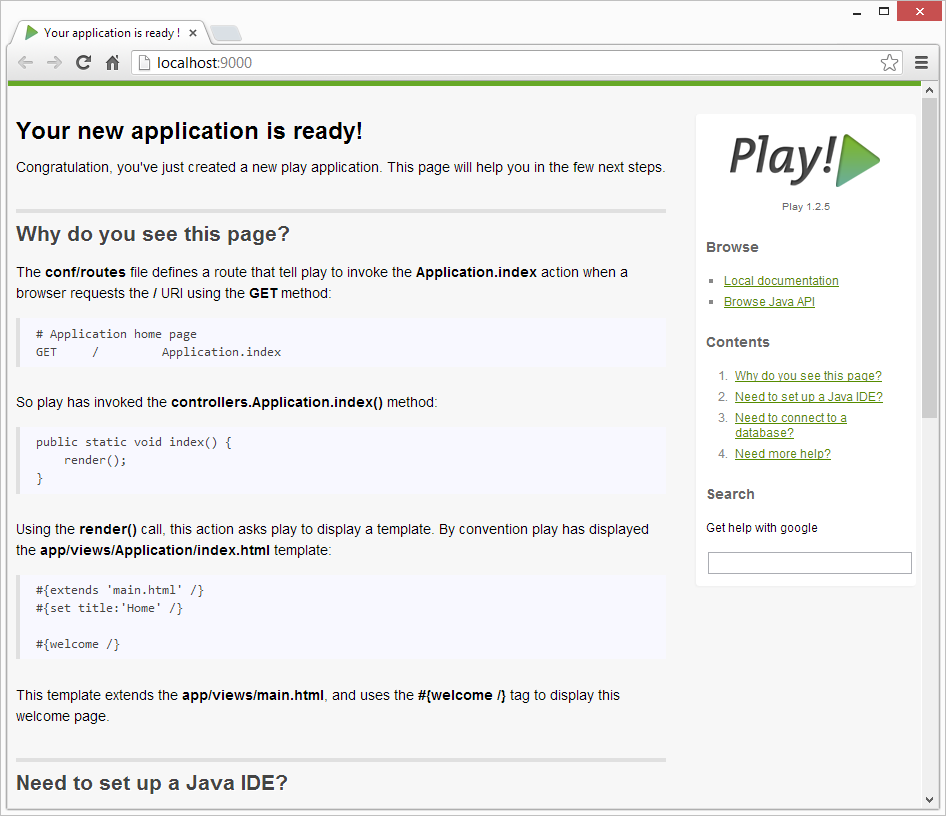 Your application is ready !
localhost:9000
Your new application is ready!
Congratulation, you've just created a new play application. This page will help you in the few next steps.
Why do you see this page?
The conf/routes file defines a route that tell play to invoke the Application.index action when a
browser requests the / URI using the GET method:
# Application home page
GET     /         Application.index
So play has invoked the controllers.Application.index() method:
public static void index() {
    render();
}
Using the render() call, this action asks play to display a template. By convention play has displayed
the app/views/Application/index.html template:
#{extends 'main.html' /}
#{set title:'Home' /}
#{welcome /}
This template extends the app/views/main.html, and uses the #{welcome /} tag to display this
welcome page.
Need to set up a Java IDE?
Play!
Play 1.2.5
Browse
Local documentation
Browse Java API
Contents
1. Why do you see this page?
2. Need to set up a Java IDE?
3. Need to connect to a
database?
4. Need more help?
Search
Get help with google